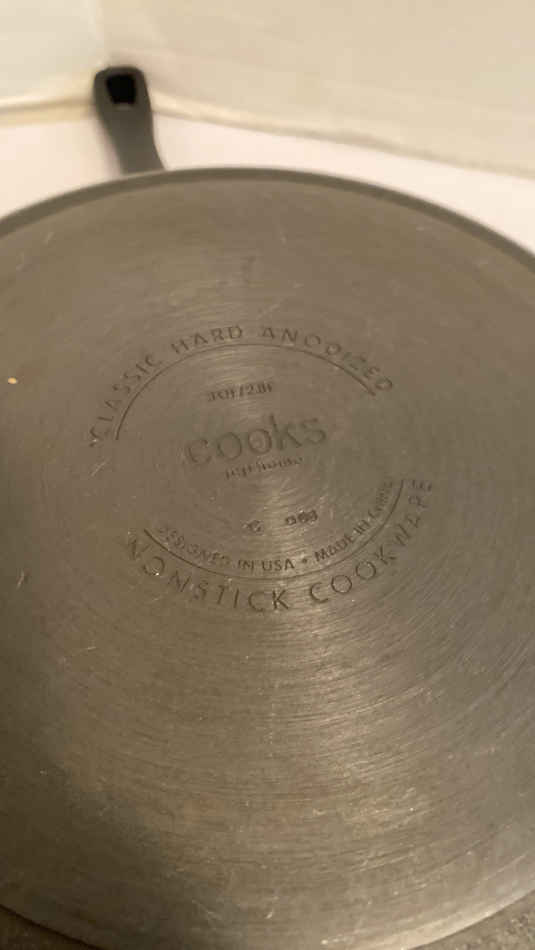 CLASSIC HARD ANODIZED
cooks
DESIGNED IN USA • MADE IN CHINA
NONSTICK COOKWARE